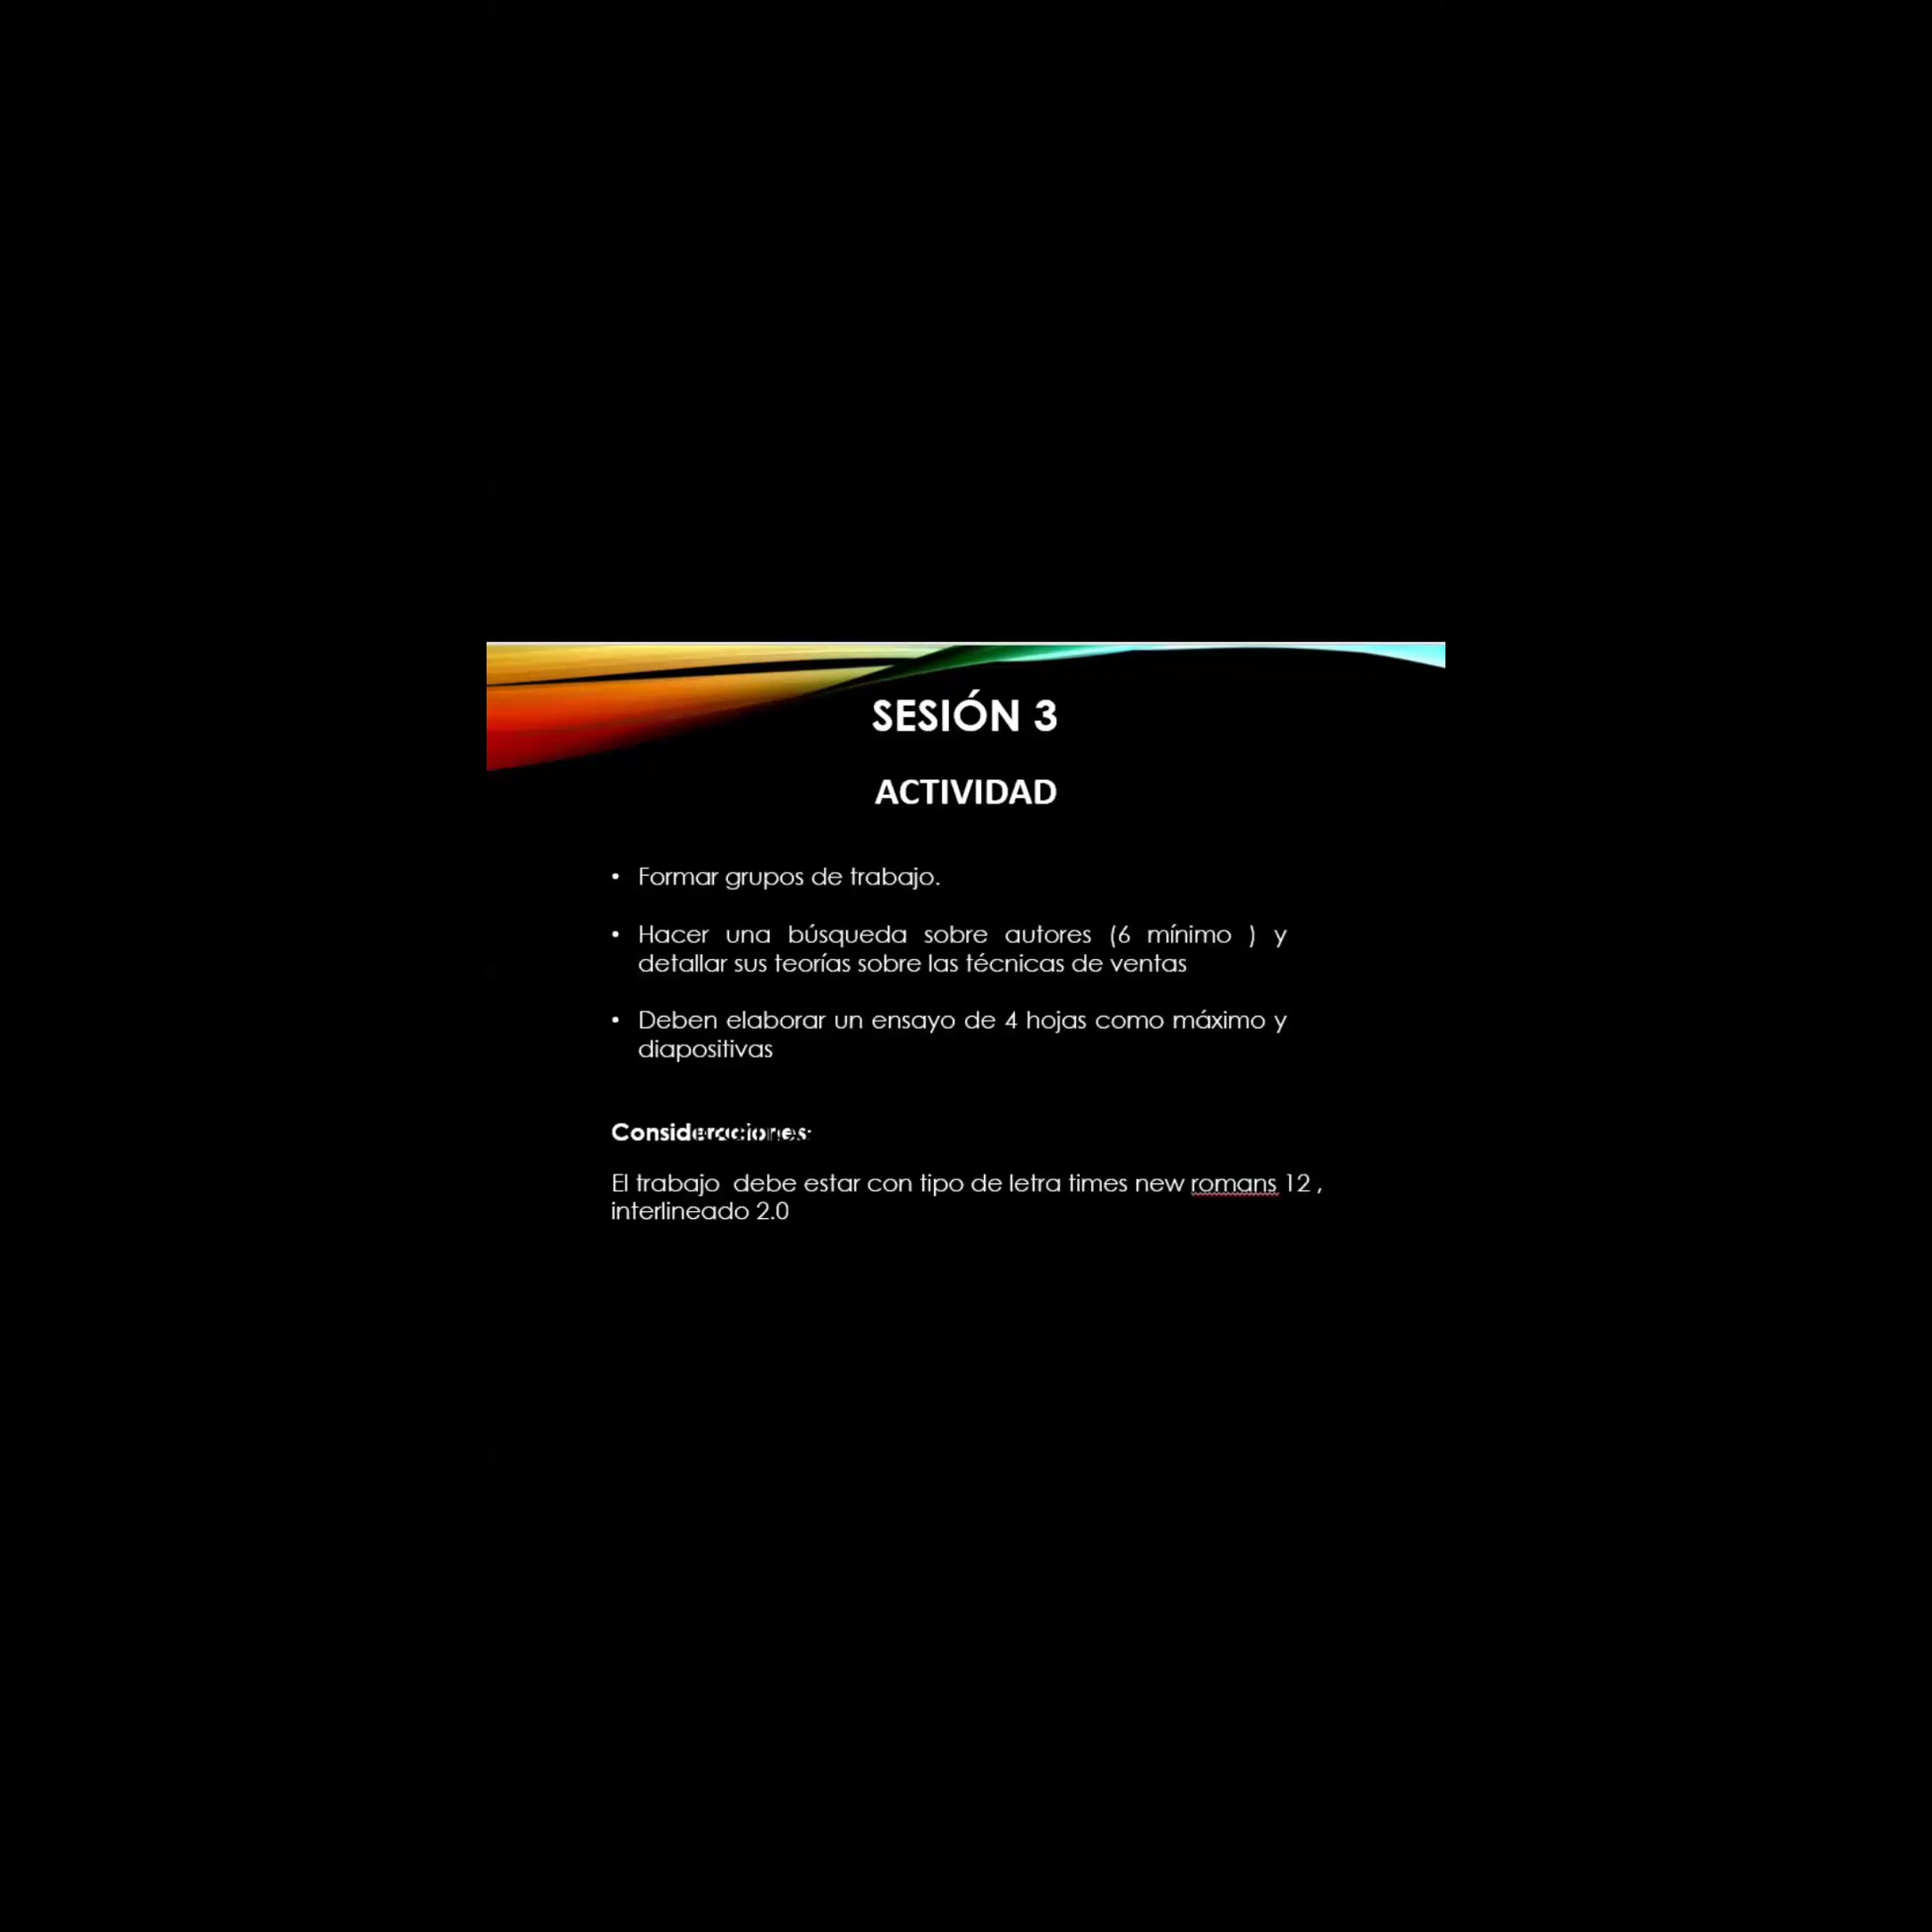 SESIÓN 3
ACTIVIDAD
• Formar grupos de trabajo.
• Hacer una búsqueda sobre autores (6 mínimo ) y
detallar sus teorías sobre las técnicas de ventas
• Deben elaborar un ensayo de 4 hojas como máximo y
diapositivas
Consideraciones:
El trabajo debe estar con tipo de letra times new romans 12 ,
interlineado 2.0